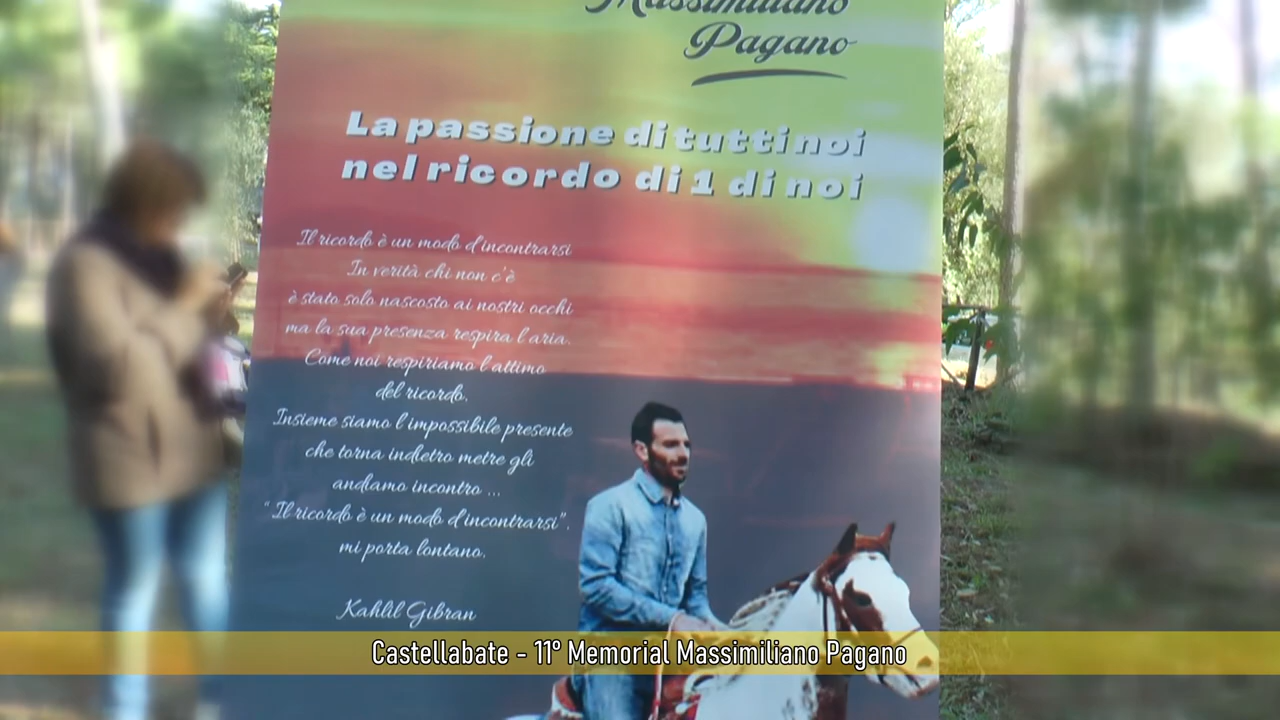 Massimiliano
Pagano
La passione di tutti noi
nel ricordo di 1 di noi
Il ricordo è un modo d'incontrarsi
In verità chi non c'è
è stato solo nascosto ai nostri occhi
ma la sua presenza respira l'aria.
Come noi respiriamo l'attimo
del ricordo.
Insieme siamo l'impossibile presente
che torna indietro metre gli
andiamo incontro ...
"Il ricordo è un modo d'incontrarsi".
mi porta lontano.
Kahlil Gibran
Castellabate - 11° Memorial Massimiliano Pagano